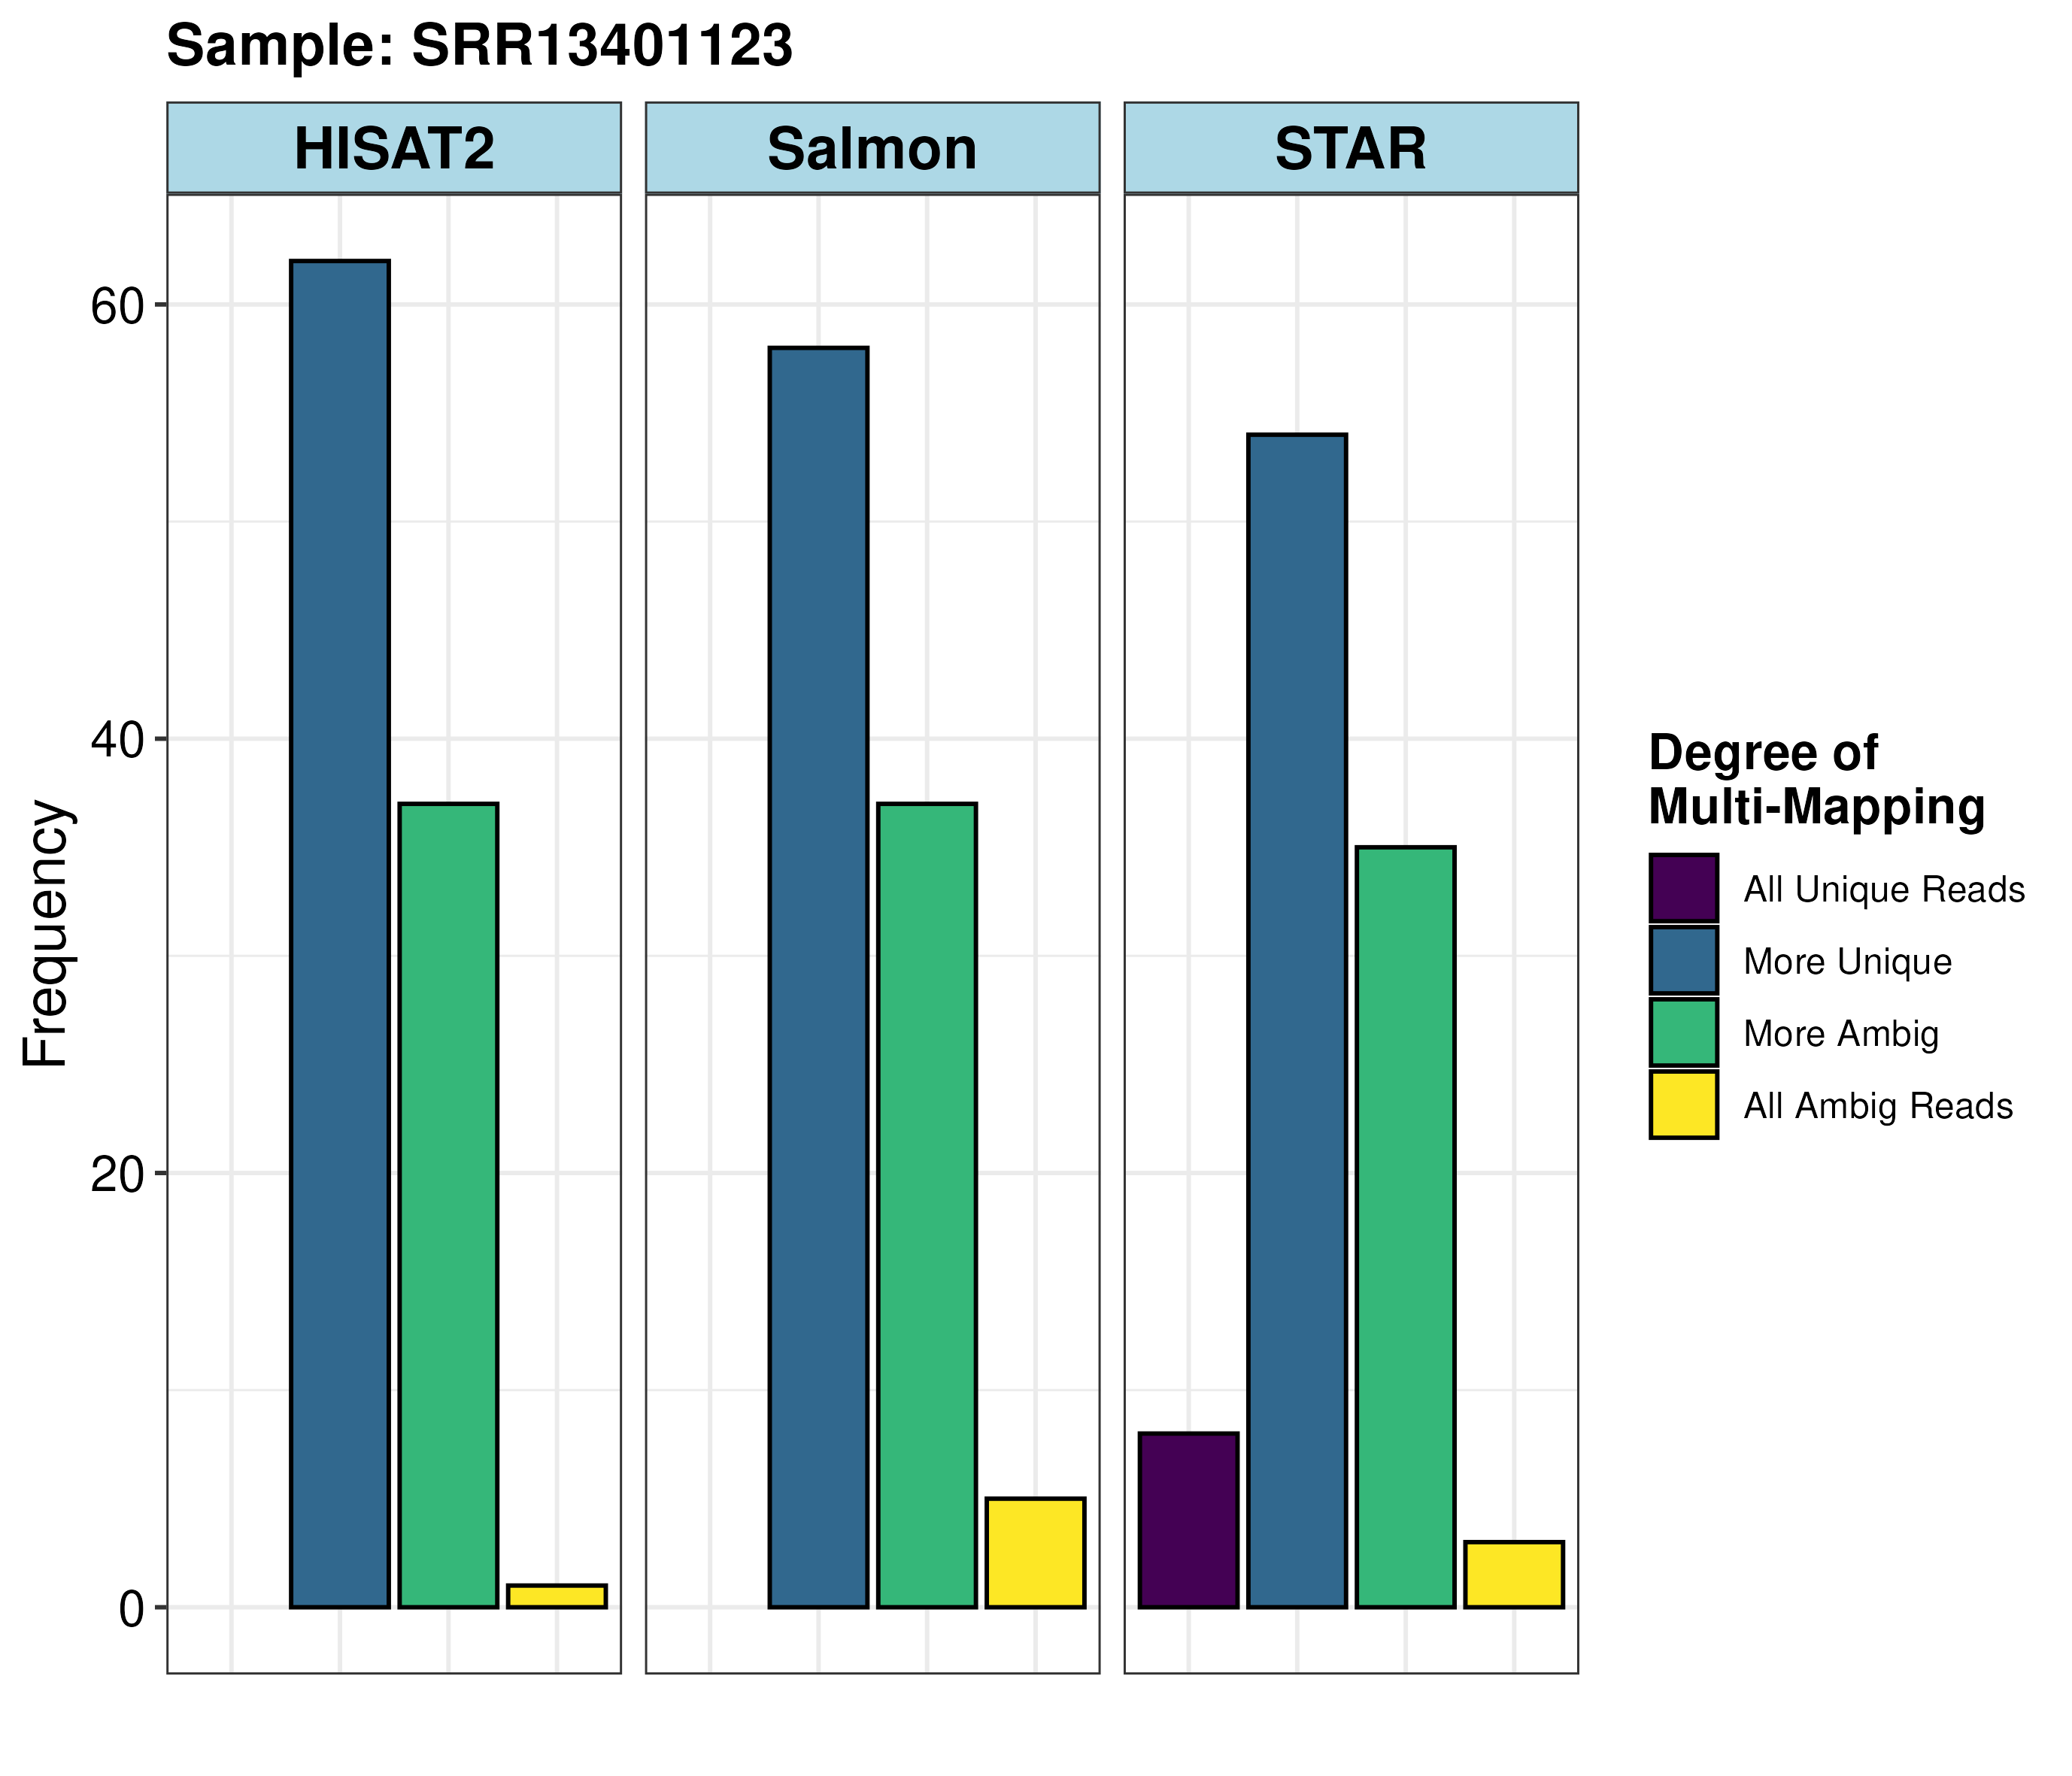 Sample: SRR13401123
HISAT2
Salmon
STAR
60
40
20
0
Frequency
Degree of
Multi-Mapping
All Unique Reads
More Unique
More Ambig
All Ambig Reads